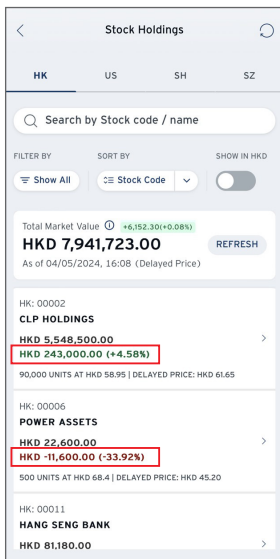 Stock Holdings
HK US SH SZ
Search by Stock code / name
FILTER BY SORT BY SHOW IN HKD
Show All Stock Code
Total Market Value +6,152.30(+0.08%)
HKD 7,941,723.00 REFRESH
As of 04/05/2024, 16:08 (Delayed Price)
HK: 00002
CLP HOLDINGS
HKD 5,548,500.00
HKD 243,000.00 (+4.58%)
90,000 UNITS AT HKD 58.95 | DELAYED PRICE: HKD 61.65
HK: 00006
POWER ASSETS
HKD 22,600.00
HKD -11,600.00 (-33.92%)
500 UNITS AT HKD 68.4 | DELAYED PRICE: HKD 45.20
HK: 00011
HANG SENG BANK
HKD 81,180.00